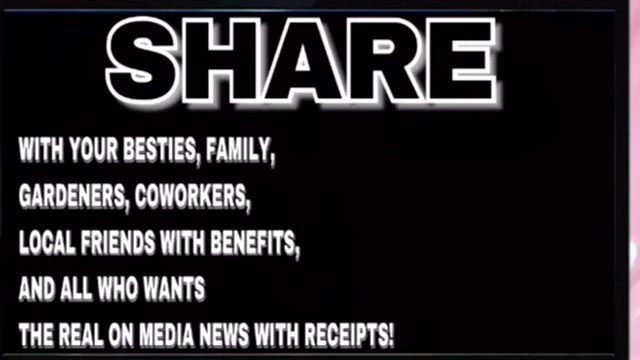 SHARE
WITH YOUR BESTIES, FAMILY,
GARDENERS, COWORKERS,
LOCAL FRIENDS WITH BENEFITS,
AND ALL WHO WANTS
THE REAL ON MEDIA NEWS WITH RECEIPTS!